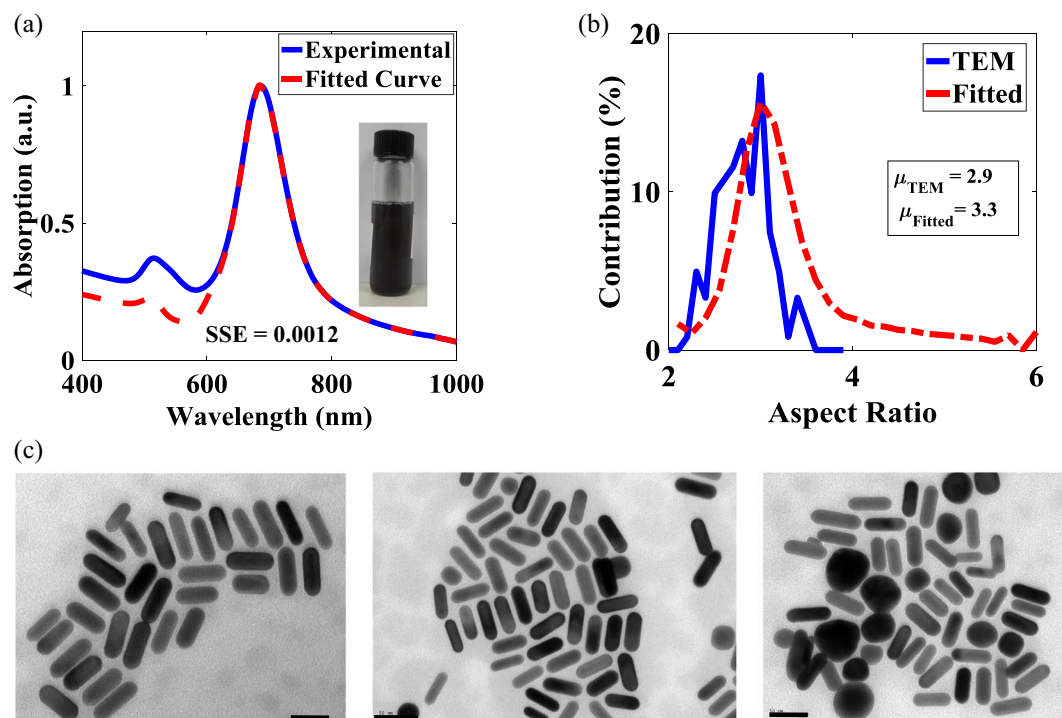 (a)
Experimental
Fitted Curve
1
0.5
0
Absorption (a.u.)
SSE = 0.0012
400
600
800
1000
Wavelength (nm)
(b)
20
10
0
Contribution (%)
TEM
Fitted
μTEM = 2.9
μFitted = 3.3
2
4
6
Aspect Ratio
(c)